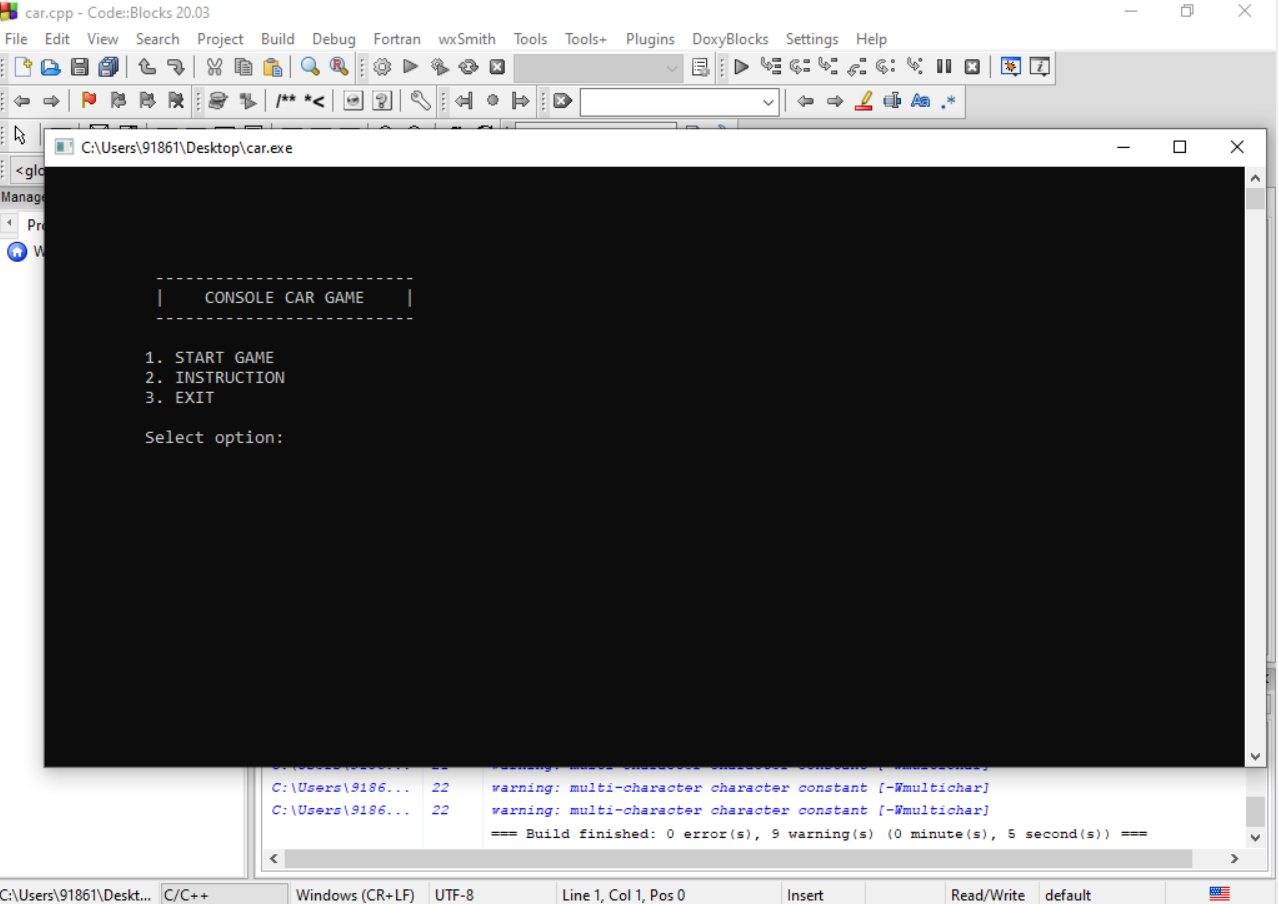 car.cpp - Code::Blocks 20.03
File Edit View Search Project Build Debug Fortran wxSmith Tools Tools+ Plugins DoxyBlocks Settings Help
/** *<
Aa .*
C:\Users\91861\Desktop\car.exe
<glo
Manage
Pro
W
--------------------------
| CONSOLE CAR GAME |
--------------------------
1. START GAME
2. INSTRUCTION
3. EXIT
Select option:
C:\Users\9186... 22 warning: multi-character character constant [-Wmultichar]
C:\Users\9186... 22 warning: multi-character character constant [-Wmultichar]
=== Build finished: 0 error(s), 9 warning(s) (0 minute(s), 5 second(s)) ===
C:\Users\91861\Deskt... C/C++ Windows (CR+LF) UTF-8 Line 1, Col 1, Pos 0 Insert Read/Write default